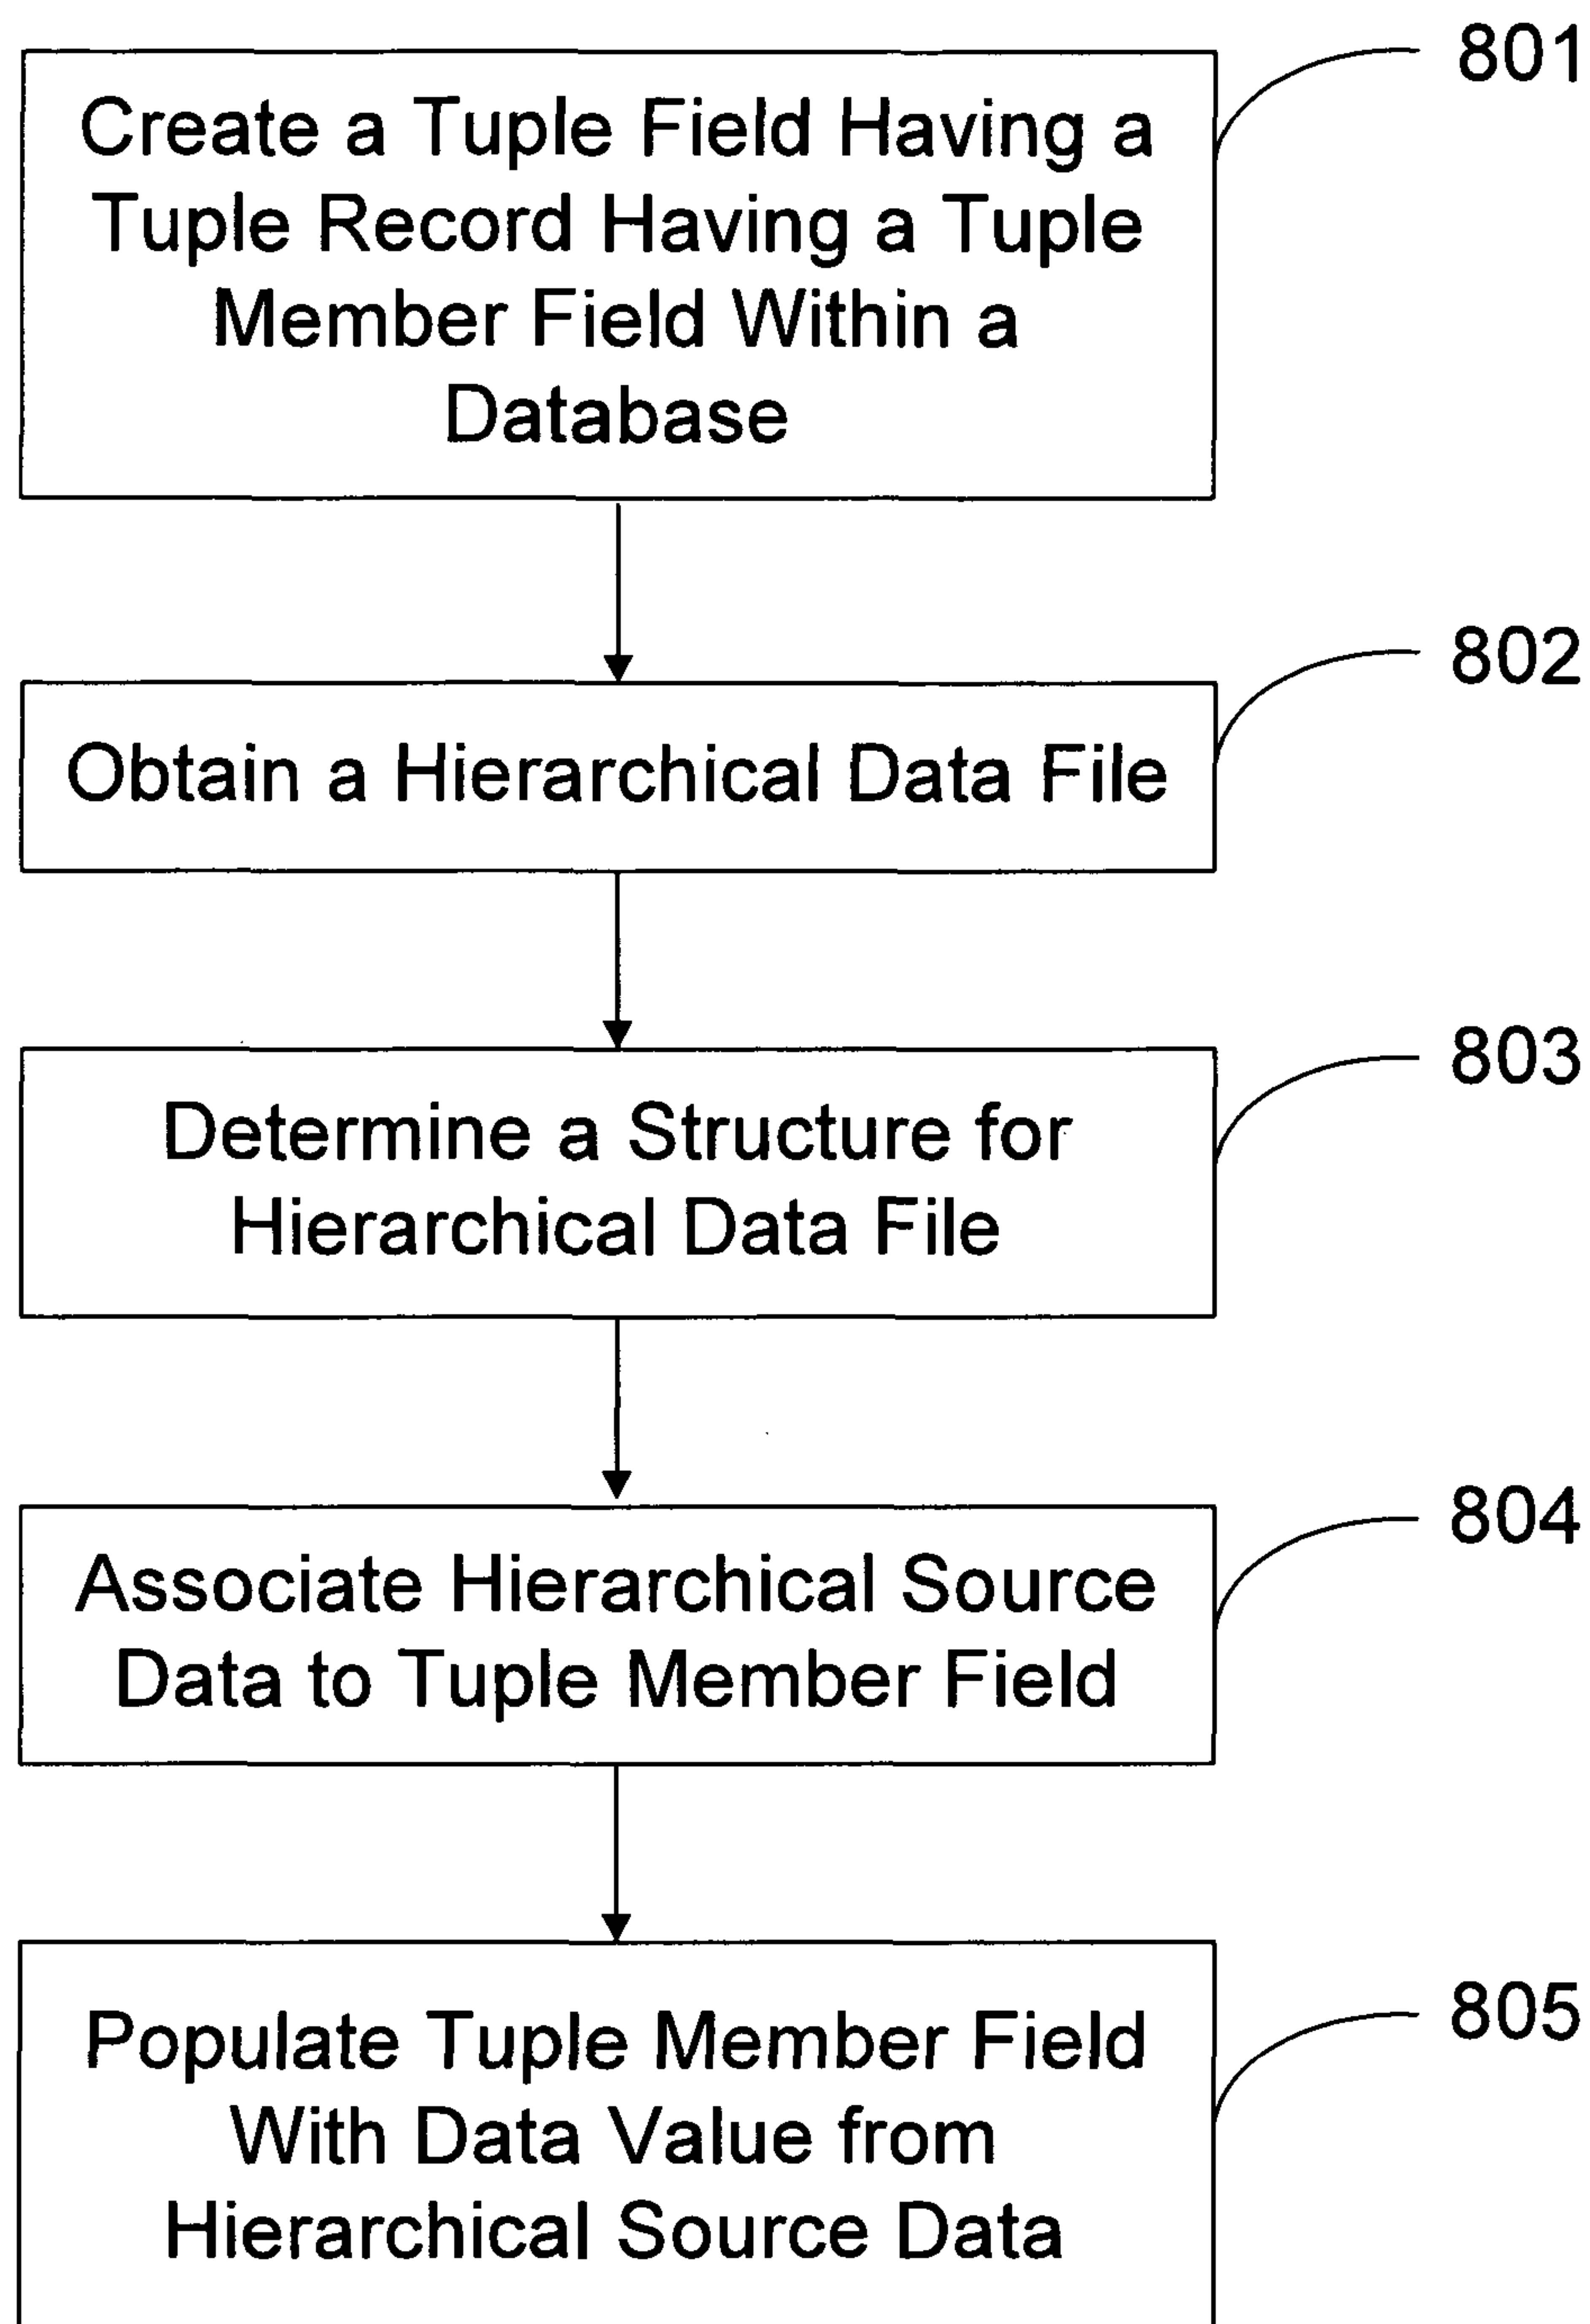 801
Create a Tuple Field Having a
Tuple Record Having a Tuple
Member Field Within a
Database
802
Obtain a Hierarchical Data File
803
Determine a Structure for
Hierarchical Data File
804
Associate Hierarchical Source
Data to Tuple Member Field
805
Populate Tuple Member Field
With Data Value from
Hierarchical Source Data